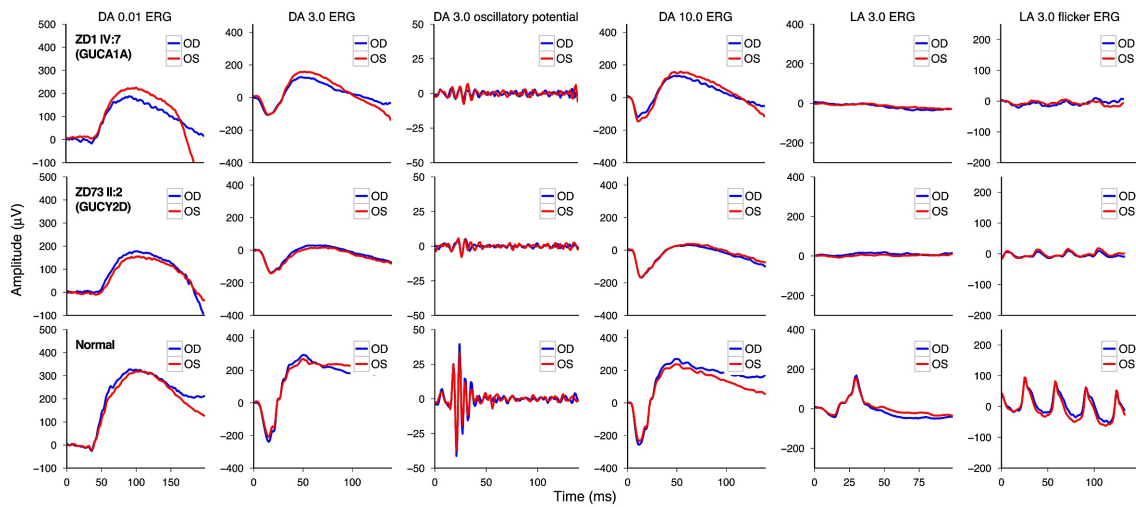 DA 0.01 ERG DA 3.0 ERG DA 3.0 oscillatory potential DA 10.0 ERG LA 3.0 ERG LA 3.0 flicker ERG
500 400 50 400 400 200
ZD1 IV:7 OD OD OD OD OD OD
(GUCA1A) OS OS OS OS OS OS
400 200 25 200 200 100
300
200 0 0 0 0 0
100
0 −200 −25 −200 −200 −100
−100 −400 −50 −400 −200
500 400 50 400 400 200
ZD73 II:2 OD OD OD OD OD OD
(GUCY2D) OS OS OS OS OS OS
400 200 25 200 200 100
300
200 0 0 0 0 0
100
0 −200 −25 −200 −200 −100
−100 −400 −50 −400 −200
500 400 50 400 400 200
Normal OD OD OD OD OD OD
OS OS OS OS OS OS
400 200 25 200 200 100
300
200 0 0 0 0 0
100
0 −200 −25 −200 −200 −100
−100 −400 −50 −400 −200
0 50 100 150 0 50 100 0 50 100 140 0 50 100 0 25 50 75 0 50 100
Amplitude (μV)
Time (ms)